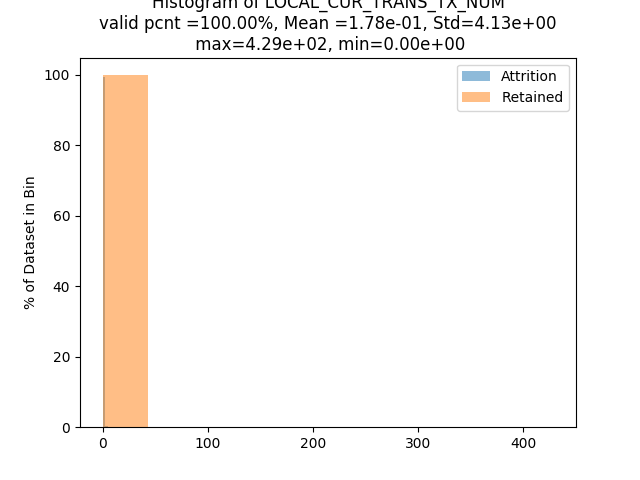 Histogram of LOCAL_CUR_TRANS_TX_NUM
valid pcnt =100.00%, Mean =1.78e-01, Std=4.13e+00
max=4.29e+02, min=0.00e+00
Attrition
Retained
% of Dataset in Bin
100
80
60
40
20
0
0 100 200 300 400